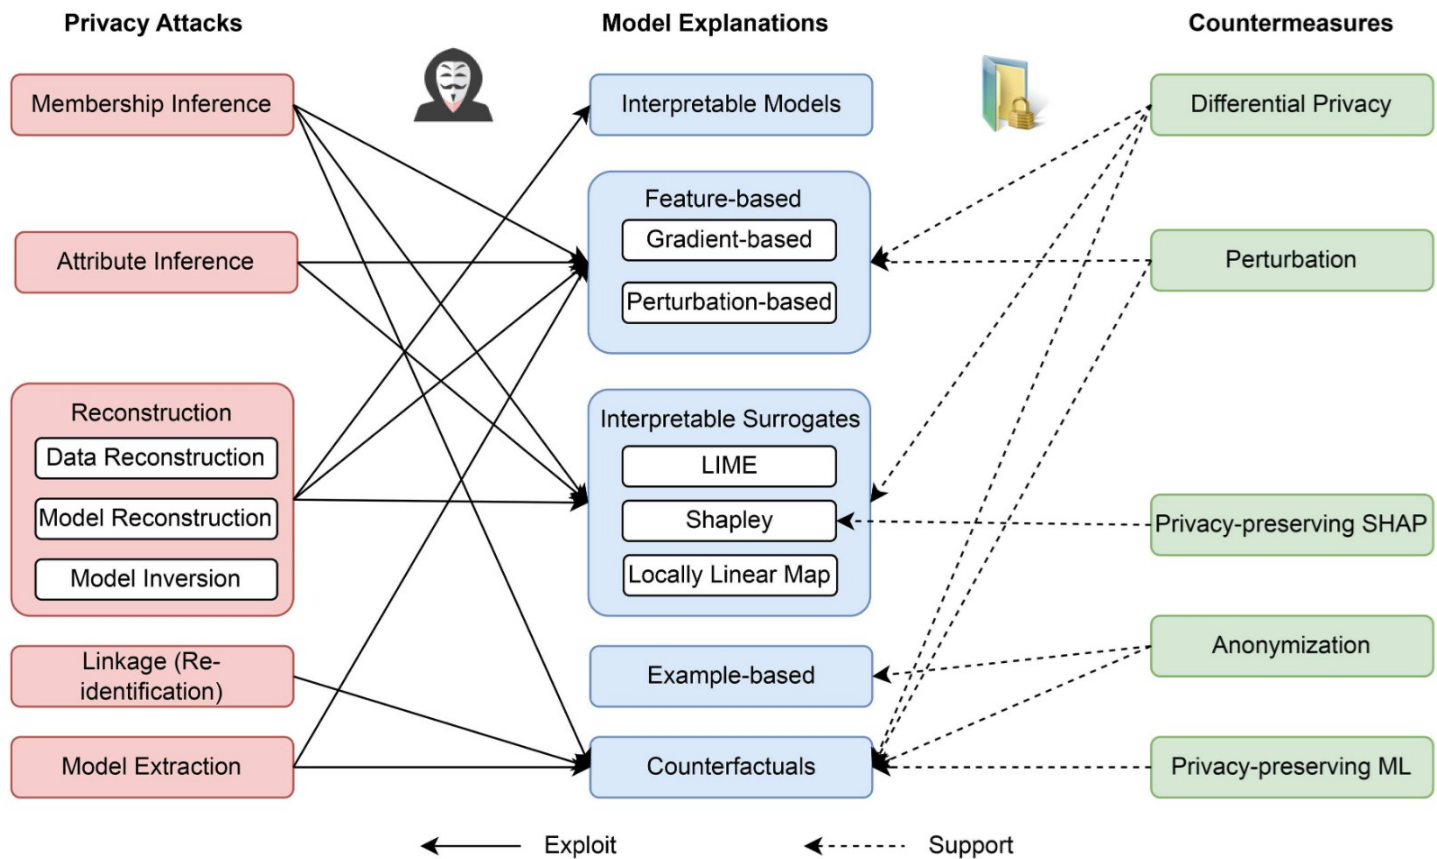 Privacy Attacks
Model Explanations
Countermeasures
Membership Inference
Interpretable Models
Differential Privacy
Feature-based
Gradient-based
Perturbation-based
Attribute Inference
Perturbation
Reconstruction
Data Reconstruction
Model Reconstruction
Model Inversion
Interpretable Surrogates
LIME
Shapley
Locally Linear Map
Privacy-preserving SHAP
Linkage (Re-
identification)
Example-based
Anonymization
Model Extraction
Counterfactuals
Privacy-preserving ML
Exploit
Support